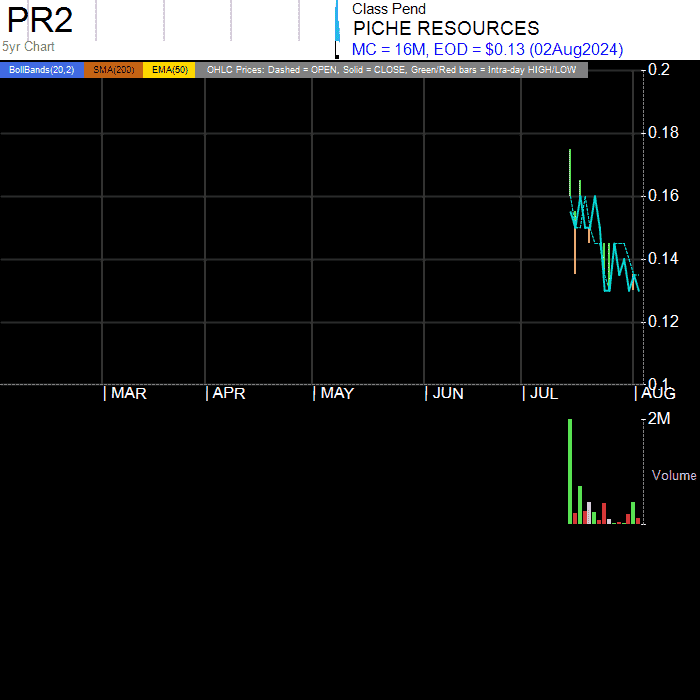 PR2
5yr Chart
Class Pend
PICHE RESOURCES
MC = 16M, EOD = $0.13 (02Aug2024)
BollBands(20,2) SMA(200) EMA(50) OHLC Prices: Dashed = OPEN, Solid = CLOSE, Green/Red bars = Intra-day HIGH/LOW
0.2
0.18
0.16
0.14
0.12
0.1
MAR APR MAY JUN JUL AUG
2M
Volume